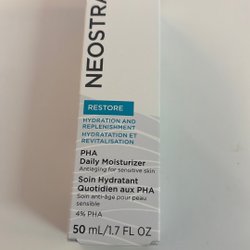 NEOSTRA
RESTORE
HYDRATION AND
REPLENISHMENT
HYDRATATION ET
REVITALISATION
PHA
Daily Moisturizer
Antiaging for sensitive skin
Soin Hydratant
Quotidien aux PHA
Soin anti-âge pour peau
sensible
4% PHA
50 mL/1.7 FL OZ